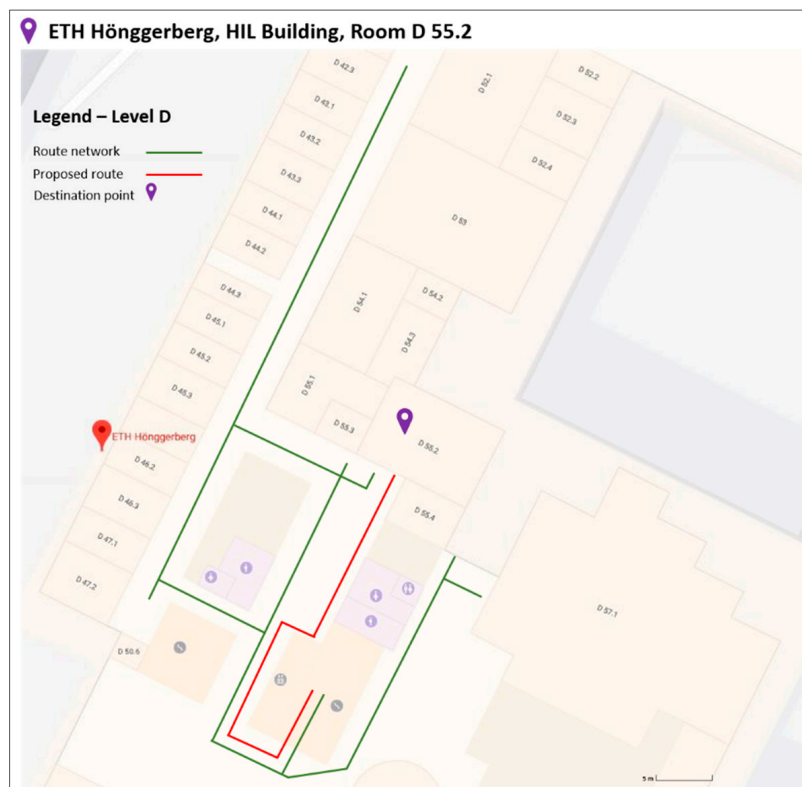 ETH Hönggerberg, HIL Building, Room D 55.2
Legend – Level D
Route network
Proposed route
Destination point
D 42.3
D 43.1
D 43.2
D 43.3
D 44.1
D 44.2
D 44.3
D 45.1
D 45.2
D 45.3
ETH Hönggerberg
D 46.2
D 46.3
D 47.1
D 47.2
D 50.6
D 52.1
D 52.2
D 52.3
D 52.4
D 53
D 54.1
D 54.2
D 54.3
D 55.1
D 55.3
D 55.2
D 55.4
D 57.1
5 m